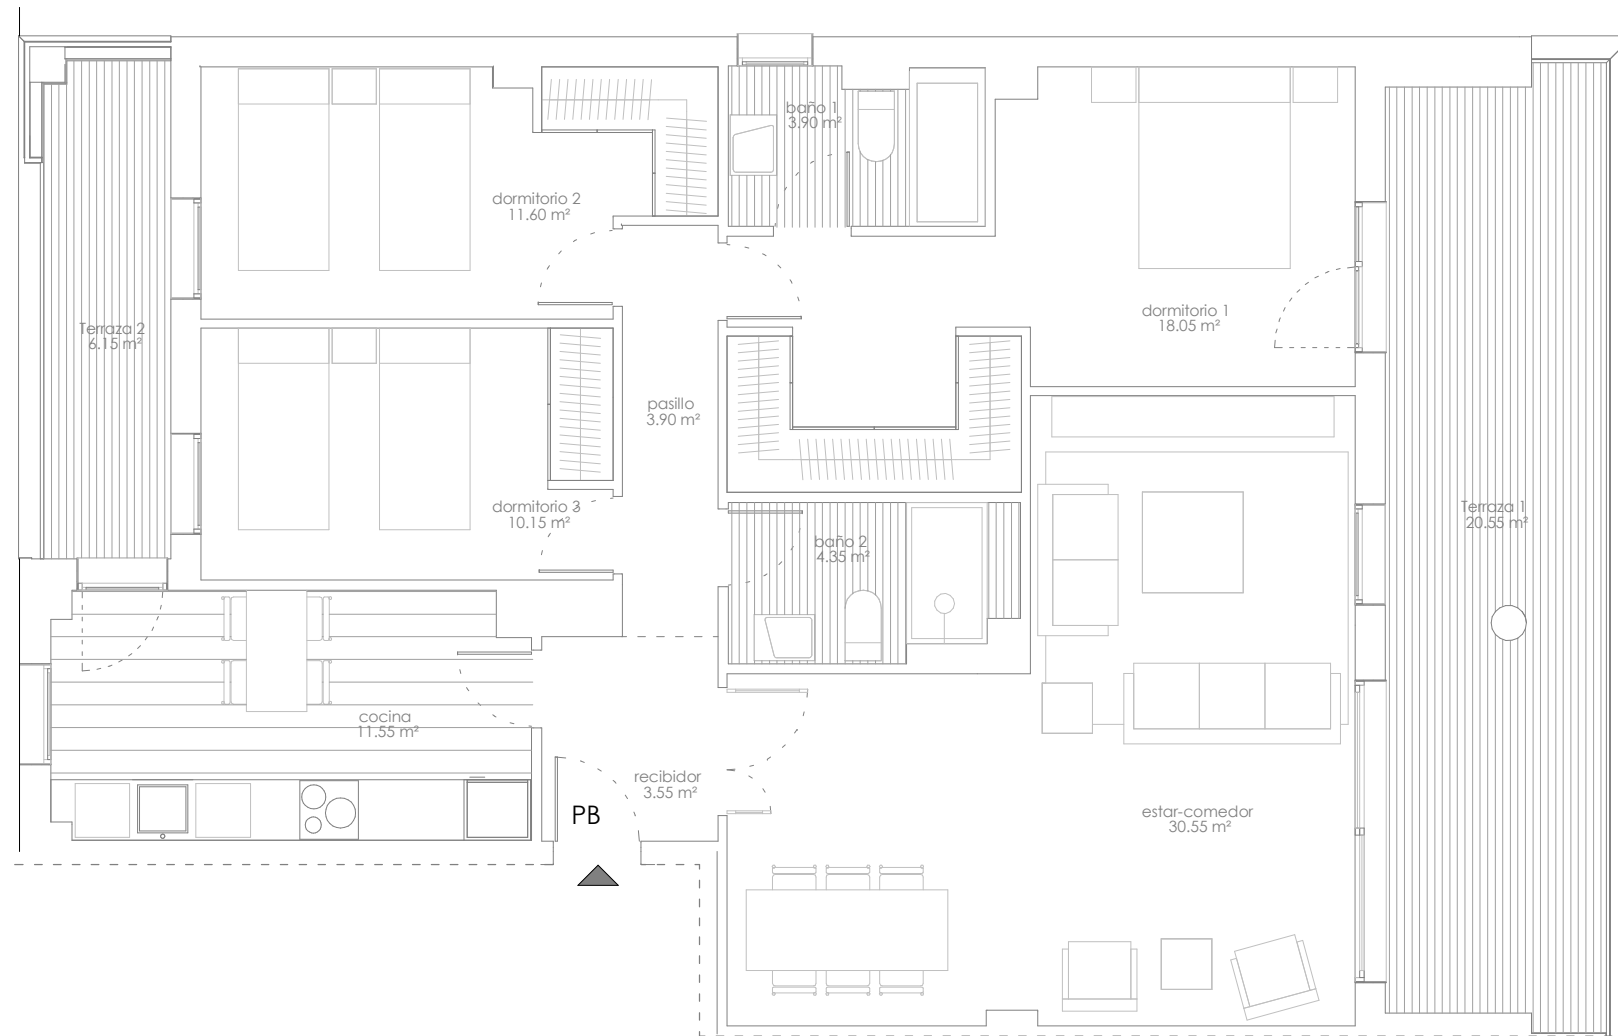 baño 1
3.90 m²
dormitorio 2
11.60 m²
dormitorio 1
18.05 m²
Terraza 2
6.15 m²
pasillo
3.90 m²
dormitorio 3
10.15 m²
Terraza 1
20.55 m²
baño 2
4.35 m²
cocina
11.55 m²
recibidor
3.55 m²
PB
estar-comedor
30.55 m²